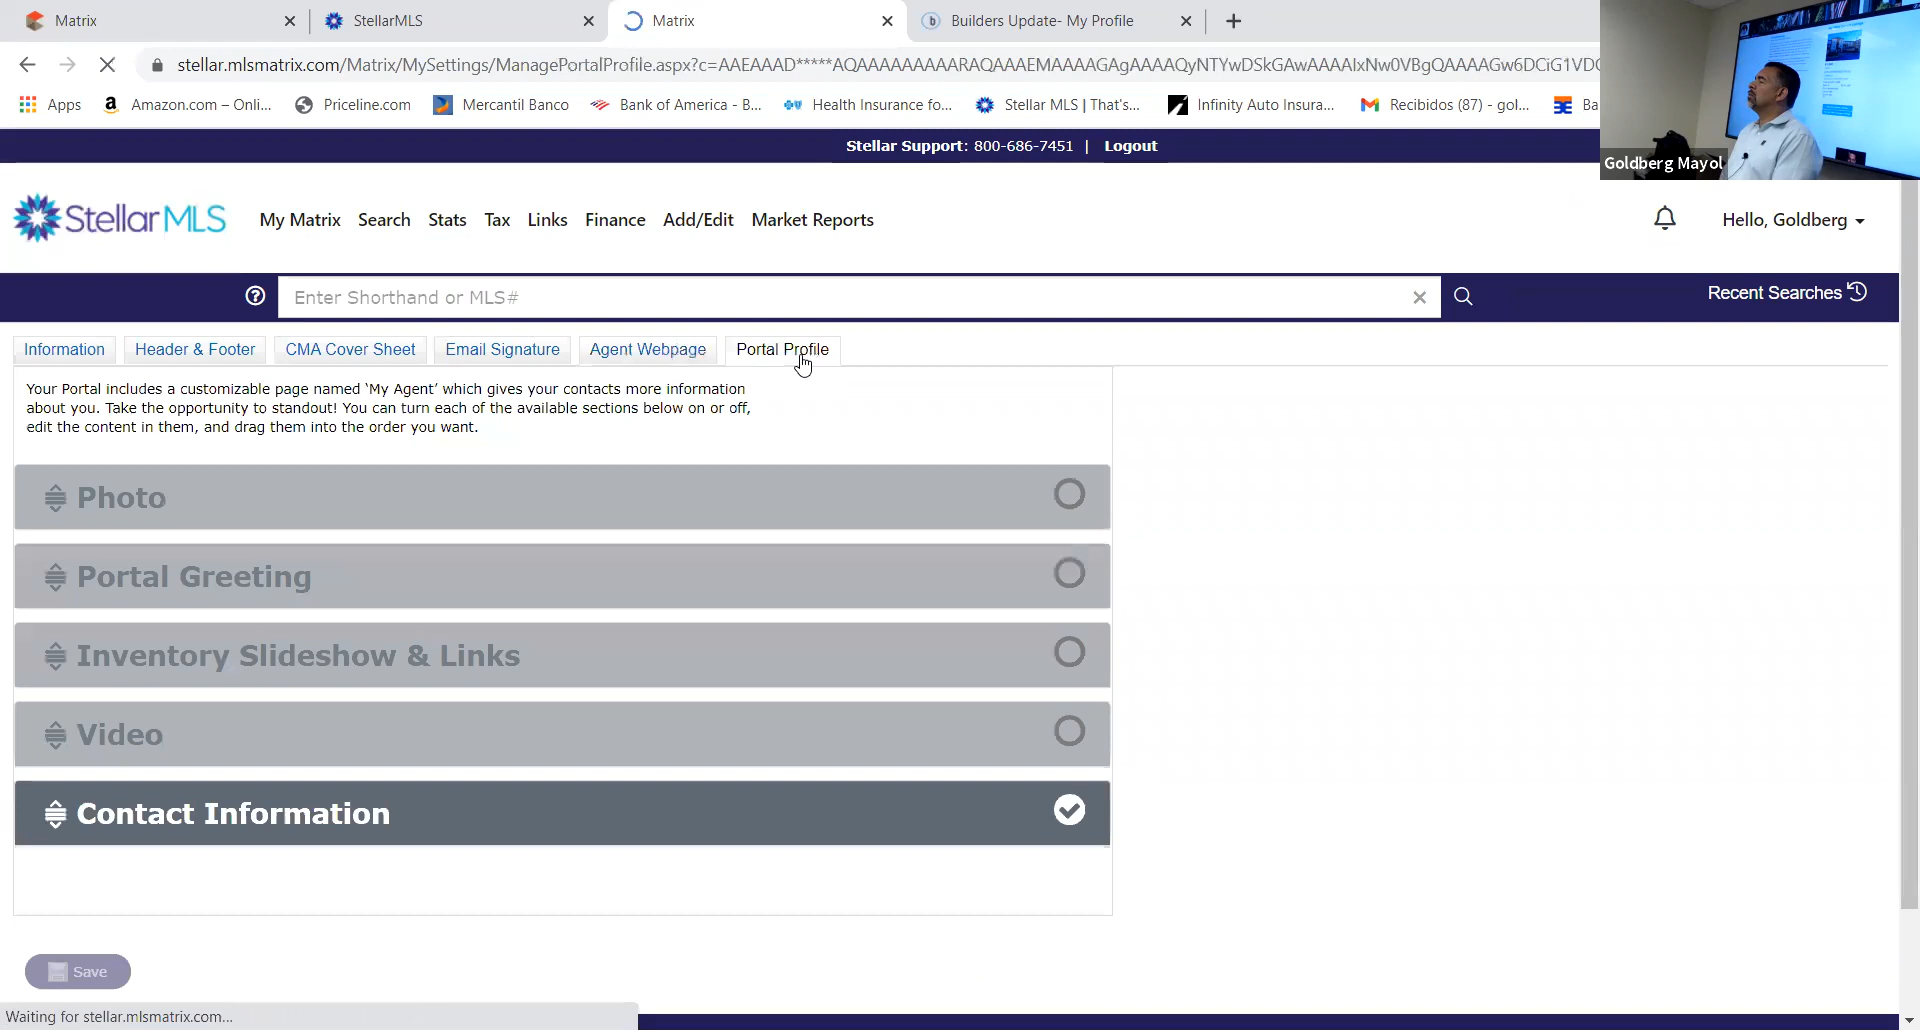 Matrix
StellarMLS
Matrix
Builders Update- My Profile
stellar.mlsmatrix.com/Matrix/MySettings/ManagePortalProfile.aspx?c=AAEAAAD*****AQAAAAAAAAARAQAAAEMAAAAGAgAAAAQyNTYwDSkGAwAAAAIxNw0VBgQAAAAGw6DCiG1VD
Apps
Amazon.com – Onli...
Priceline.com
Mercantil Banco
Bank of America - B...
Health Insurance fo...
Stellar MLS | That's...
Infinity Auto Insura...
Recibidos (87) - gol...
Ba
Goldberg Mayol
Stellar Support: 800-686-7451 | Logout
StellarMLS
My Matrix Search Stats Tax Links Finance Add/Edit Market Reports
Hello, Goldberg
Enter Shorthand or MLS#
Recent Searches
Information
Header & Footer
CMA Cover Sheet
Email Signature
Agent Webpage
Portal Profile
Your Portal includes a customizable page named 'My Agent' which gives your contacts more information
about you. Take the opportunity to standout! You can turn each of the available sections below on or off,
edit the content in them, and drag them into the order you want.
Photo
Portal Greeting
Inventory Slideshow & Links
Video
Contact Information
Save
Waiting for stellar.mlsmatrix.com...